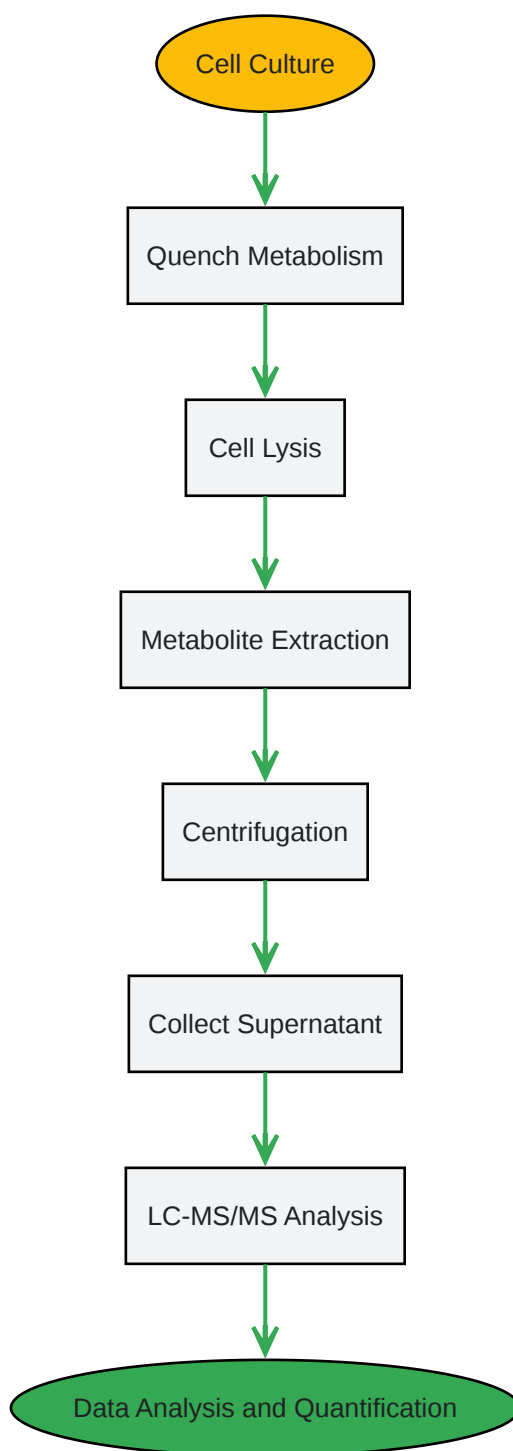 Cell Culture
Quench Metabolism
Cell Lysis
Metabolite Extraction
Centrifugation
Collect Supernatant
LC-MS/MS Analysis
Data Analysis and Quantification